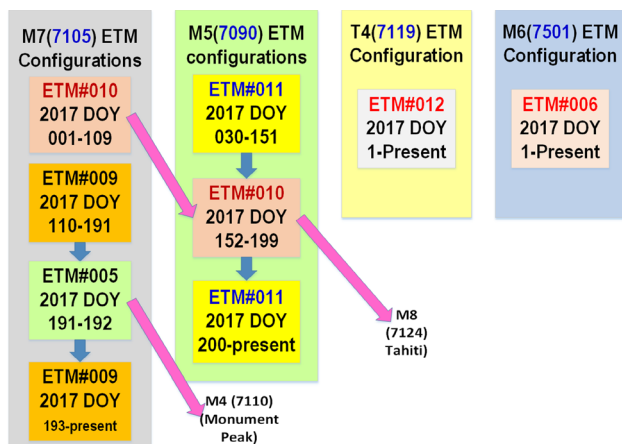 M7(7105) ETM
Configurations
ETM#010
2017 DOY
001-109
ETM#009
2017 DOY
110-191
ETM#005
2017 DOY
191-192
ETM#009
2017 DOY
193-present
M5(7090) ETM
configurations
ETM#011
2017 DOY
030-151
ETM#010
2017 DOY
152-199
ETM#011
2017 DOY
200-present
T4(7119) ETM
Configuration
ETM#012
2017 DOY
1-Present
M6(7501) ETM
Configuration
ETM#006
2017 DOY
1-Present
M8
(7124)
Tahiti)
M4 (7110)
(Monument
Peak)